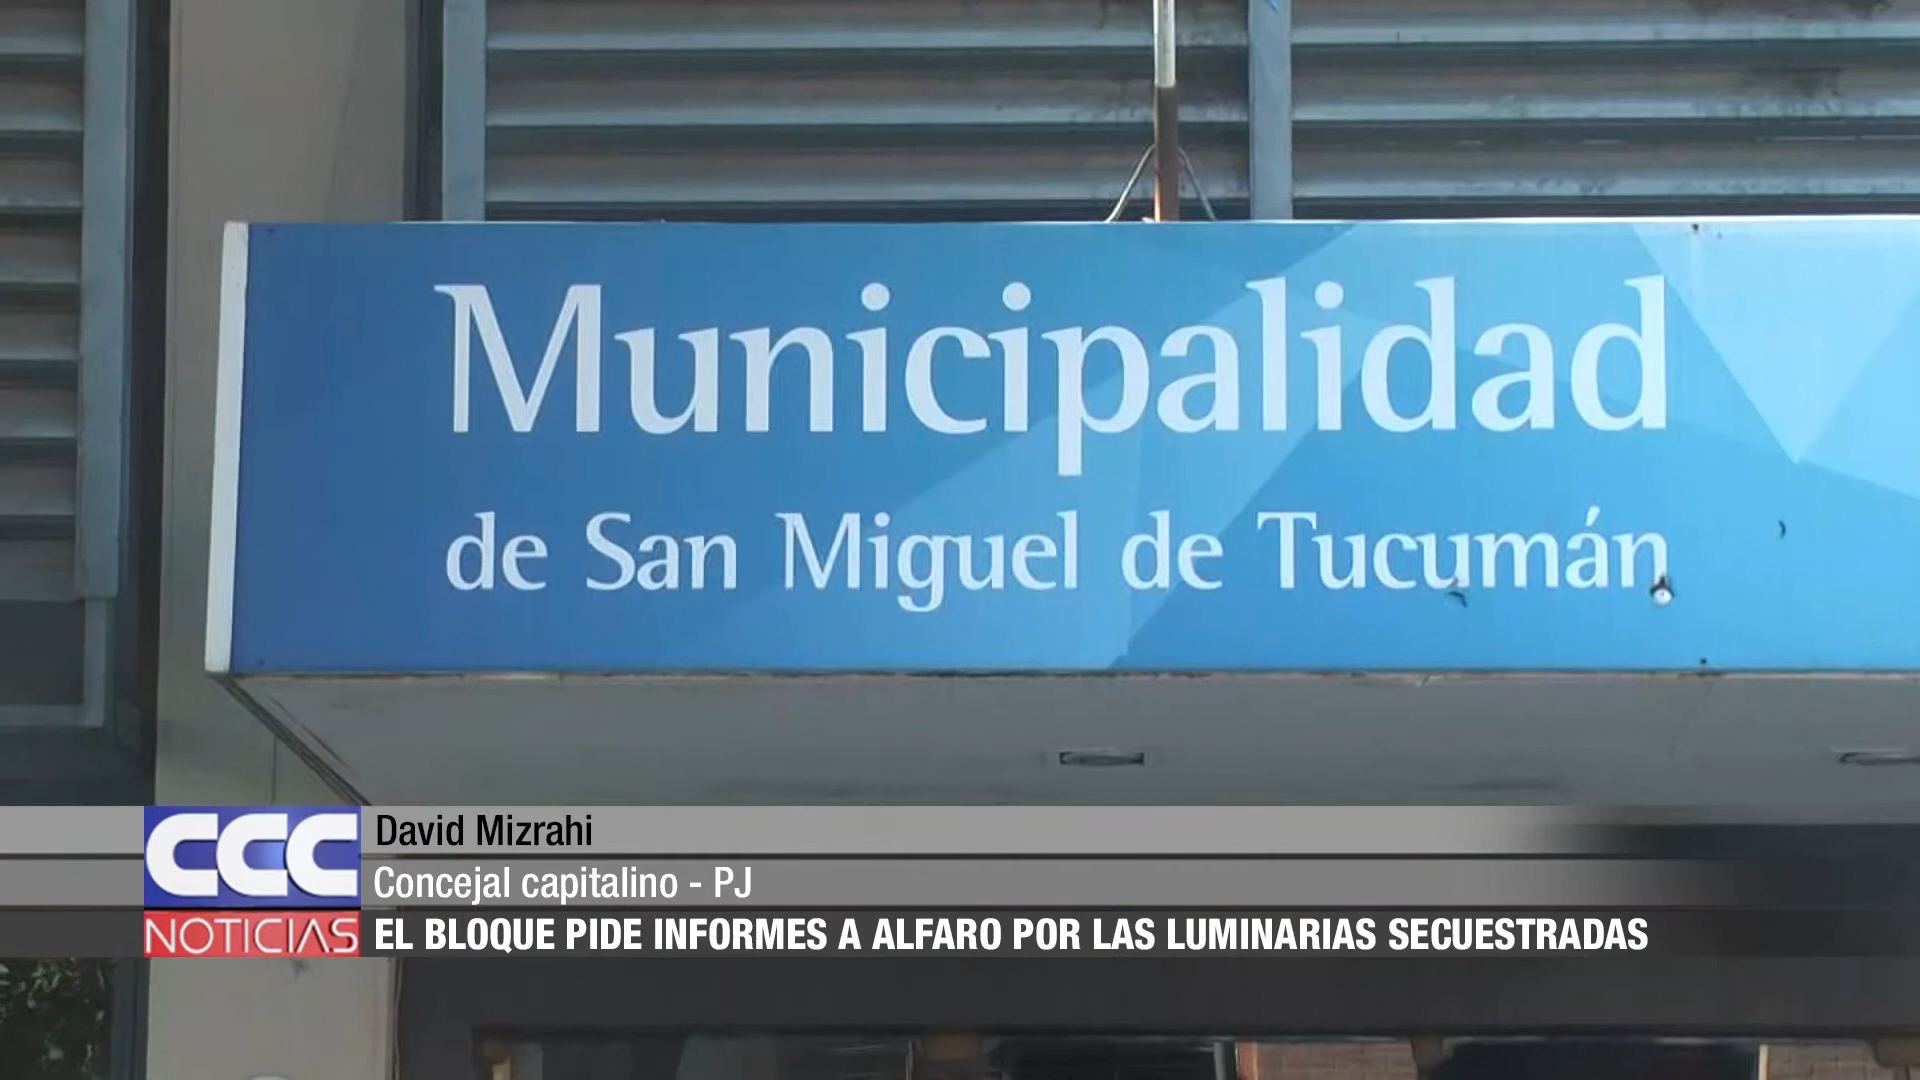 Municipalidad
de San Miguel de Tucumán
CCC
NOTICIAS
David Mizrahi
Concejal capitalino - PJ
EL BLOQUE PIDE INFORMES A ALFARO POR LAS LUMINARIAS SECUESTRADAS